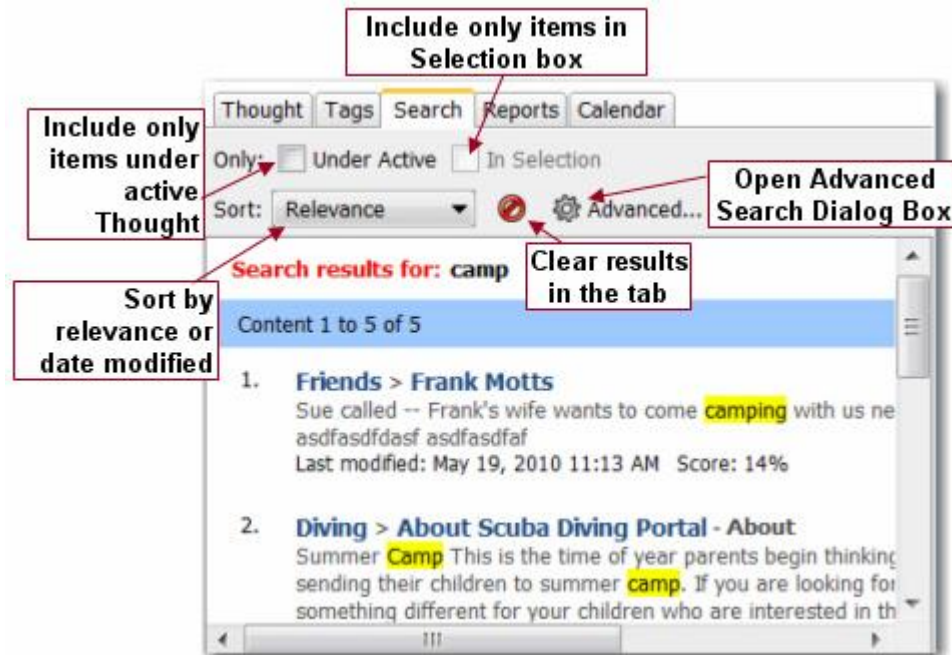 Include only items in
Selection box
Thought Tags Search Reports Calendar
Include only
items under
active
Thought
Only: Under Active In Selection
Open Advanced
Search Dialog Box
Sort: Relevance Advanced...
Search results for: camp
Clear results
in the tab
Sort by
relevance or
date modified
Content 1 to 5 of 5
1. Friends > Frank Motts
Sue called -- Frank's wife wants to come camping with us ne
asdfasdfdasf asdfasdfaf
Last modified: May 19, 2010 11:13 AM Score: 14%
2. Diving > About Scuba Diving Portal - About
Summer Camp This is the time of year parents begin thinking
sending their children to summer camp. If you are looking for
something different for your children who are interested in th